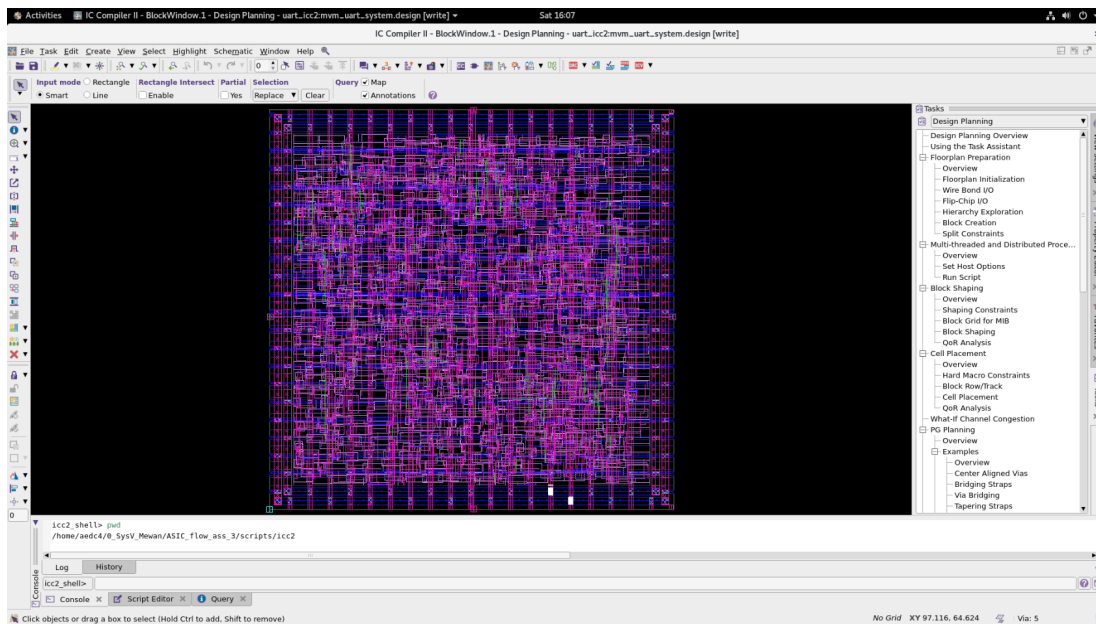 Activities
IC Compiler II - BlockWindow.1 - Design Planning - uart_icc2:mvm_uart_system.design [write]
Sat 16:07
IC Compiler II - BlockWindow.1 - Design Planning - uart_icc2:mvm_uart_system.design [write]
File Task Edit Create View Select Highlight Schematic Window Help
0
Input mode Rectangle Rectangle Intersect Partial Selection Query Map
Smart Line Enable Yes Replace Clear Annotations
Tasks
Design Planning
Design Planning Overview
Using the Task Assistant
Floorplan Preparation
Overview
Floorplan Initialization
Wire Bond I/O
Flip-Chip I/O
Hierarchy Exploration
Block Creation
Split Constraints
Multi-threaded and Distributed Proce...
Overview
Set Host Options
Run Script
Block Shaping
Overview
Shaping Constraints
Block Grid for MIB
Block Shaping
QoR Analysis
Cell Placement
Overview
Hard Macro Constraints
Block Row/Track
Cell Placement
QoR Analysis
What-If Channel Congestion
PG Planning
Overview
Examples
Overview
Center Aligned Vias
Bridging Straps
Via Bridging
Tapering Straps
0
icc2_shell> pwd
/home/aedc4/0_SysV_Mewan/ASIC_flow_ass_3/scripts/icc2
Log History
Console
icc2_shell>
Console Script Editor Query
Click objects or drag a box to select (Hold Ctrl to add, Shift to remove)
No Grid XY 97.116, 64.624 Via: 5